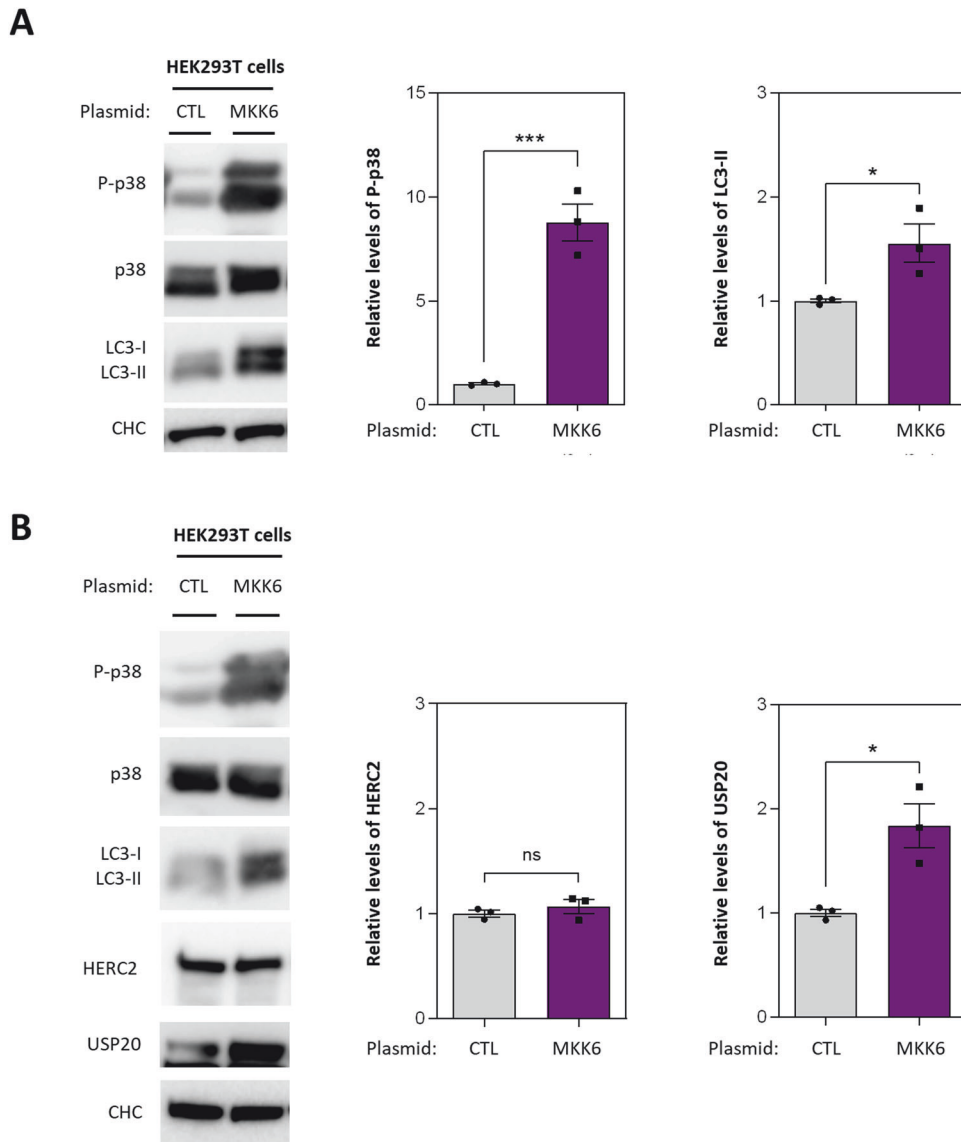 A
HEK293T cells
Plasmid: CTL MKK6
P-p38
p38
LC3-I
LC3-II
CHC
Relative levels of P-p38
15
10
5
0
***
Plasmid: CTL MKK6
Relative levels of LC3-II
3
2
1
0
*
Plasmid: CTL MKK6
B
HEK293T cells
Plasmid: CTL MKK6
P-p38
p38
LC3-I
LC3-II
HERC2
USP20
CHC
Relative levels of HERC2
3
2
1
0
ns
Plasmid: CTL MKK6
Relative levels of USP20
3
2
1
0
*
Plasmid: CTL MKK6